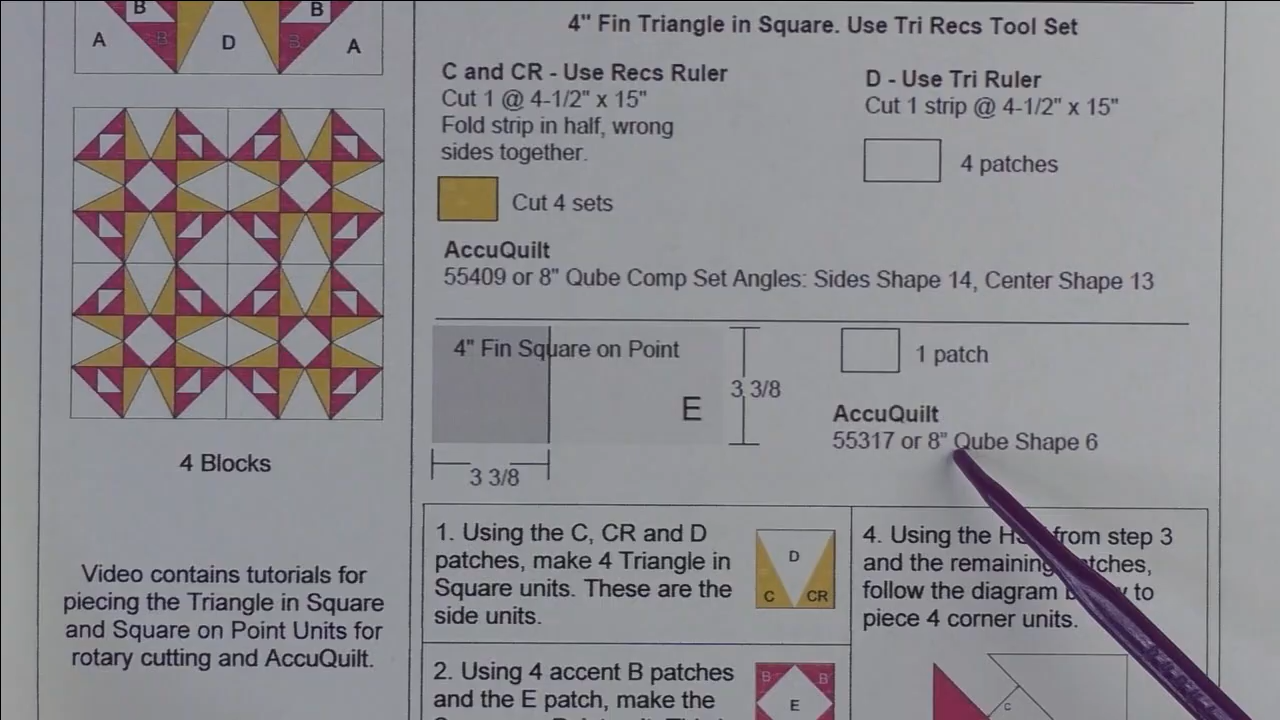 B
B
A
B
D
B
A
4 Blocks
Video contains tutorials for
piecing the Triangle in Square
and Square on Point Units for
rotary cutting and AccuQuilt.
4" Fin Triangle in Square. Use Tri Recs Tool Set
C and CR - Use Recs Ruler
Cut 1 @ 4-1/2" x 15"
Fold strip in half, wrong
sides together.
Cut 4 sets
D - Use Tri Ruler
Cut 1 strip @ 4-1/2" x 15"
4 patches
AccuQuilt
55409 or 8" Qube Comp Set Angles: Sides Shape 14, Center Shape 13
4" Fin Square on Point
E
3 3/8
3 3/8
1 patch
AccuQuilt
55317 or 8" Qube Shape 6
1. Using the C, CR and D
patches, make 4 Triangle in
Square units. These are the
side units.
D
C
CR
2. Using 4 accent B patches
and the E patch, make the
B
B
E
4. Using the from step 3
and the remaining
follow the diagram to
piece 4 corner units.
C